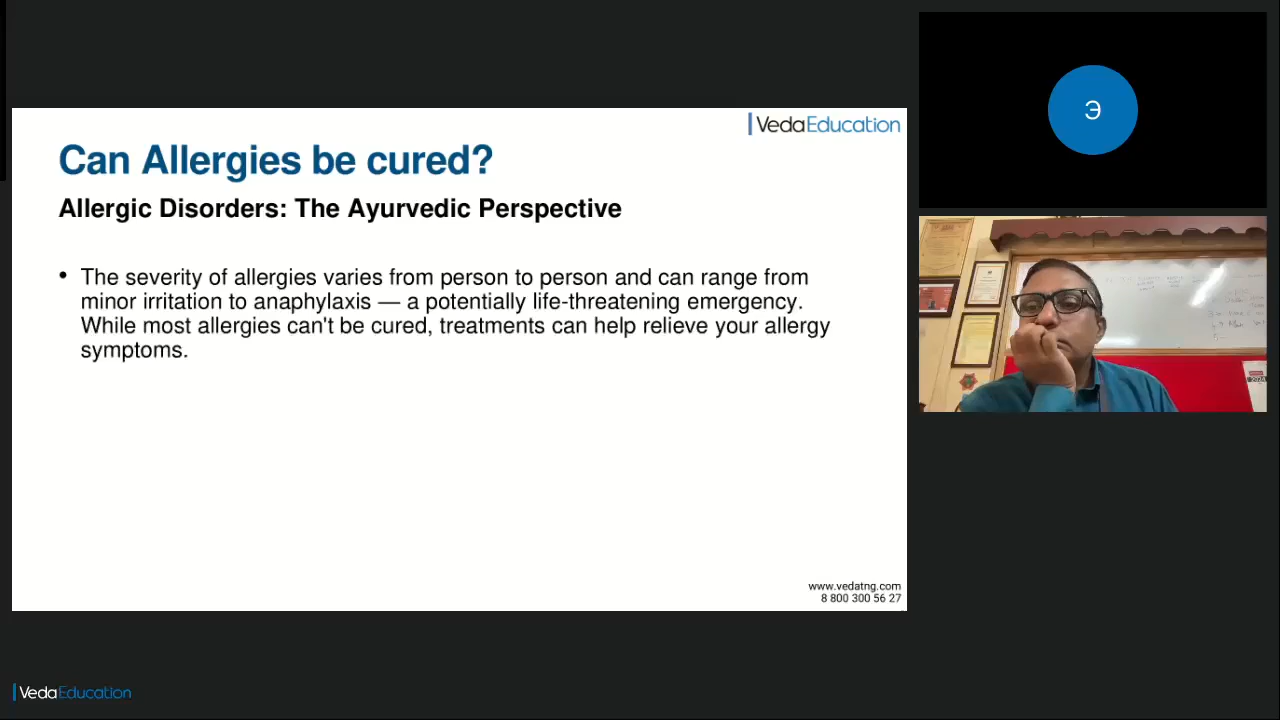 VedaEducation
Can Allergies be cured?
Allergic Disorders: The Ayurvedic Perspective
• The severity of allergies varies from person to person and can range from
minor irritation to anaphylaxis — a potentially life-threatening emergency.
While most allergies can't be cured, treatments can help relieve your allergy
symptoms.
www.vedatng.com
8 800 300 56 27
Э
VedaEducation